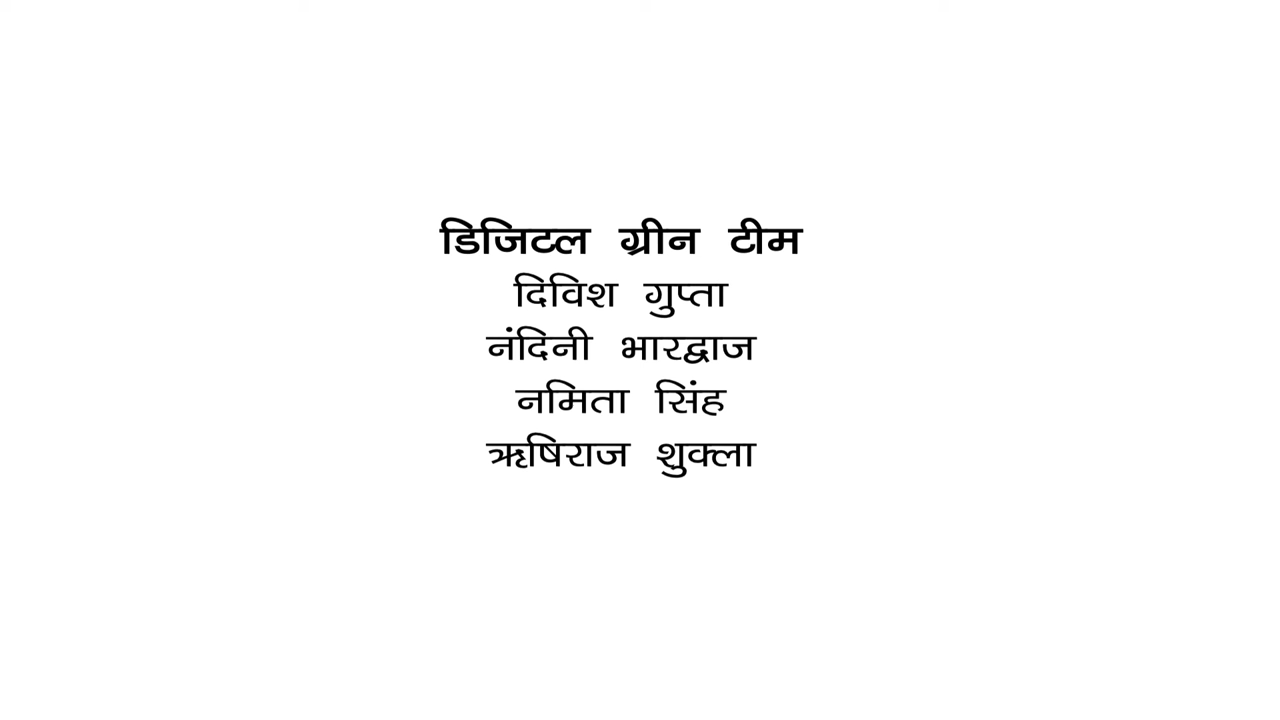 डिजिटल ग्रीन टीम
दिविश गुप्ता
नंदिनी भारद्वाज
नमिता सिंह
ऋषिराज शुक्ला